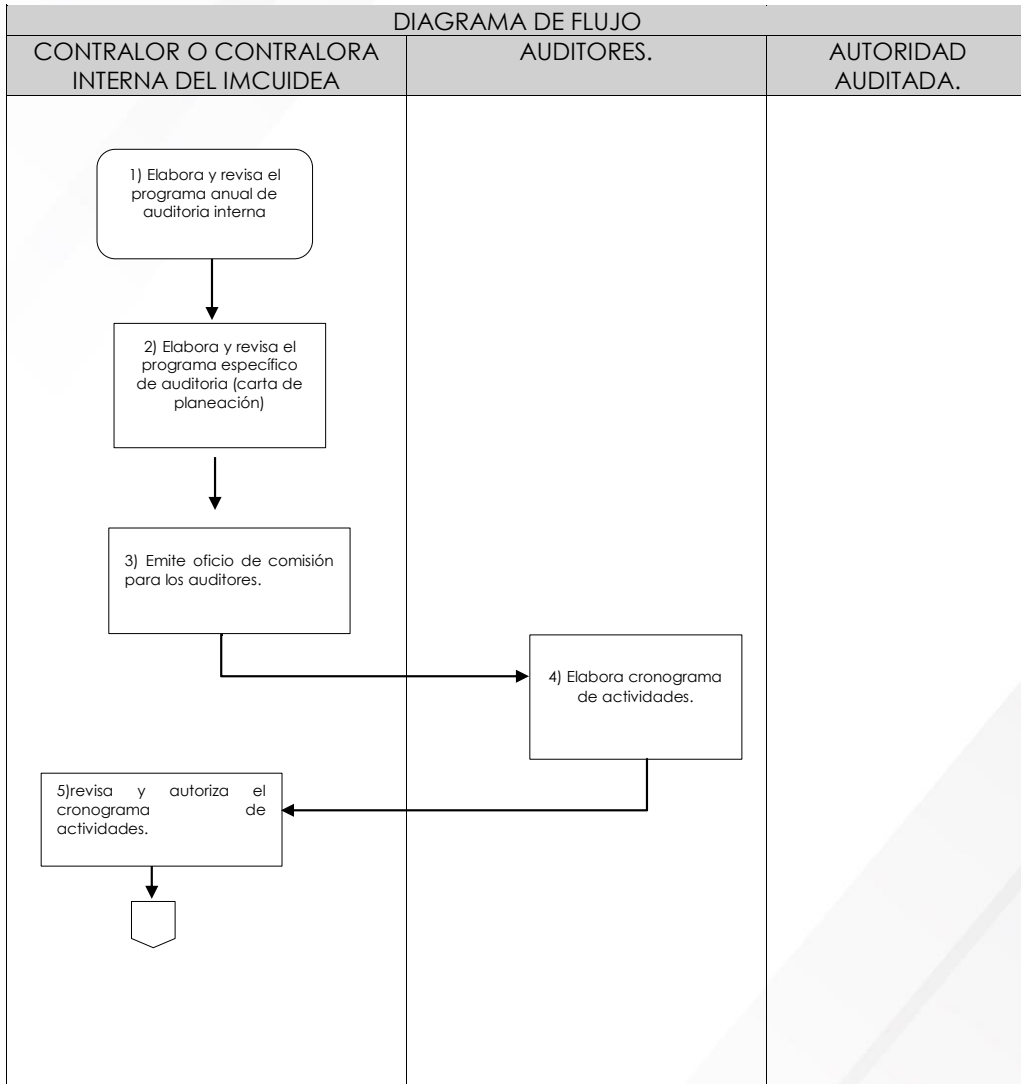 DIAGRAMA DE FLUJO
CONTRALOR O CONTRALORA
INTERNA DEL IMCUIDEA
AUDITORES.
AUTORIDAD
AUDITADA.
1) Elabora y revisa el
programa anual de
auditoria interna
2) Elabora y revisa el
programa específico
de auditoria (carta de
planeación)
3) Emite oficio de comisión
para los auditores.
4) Elabora cronograma
de actividades.
5)revisa y autoriza el
cronograma de
actividades.